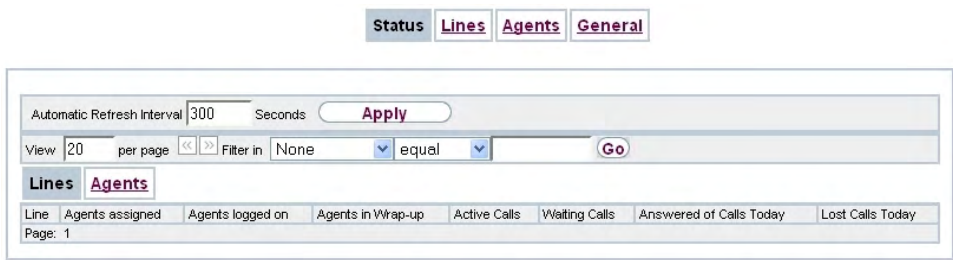 Status Lines Agents General
Automatic Refresh Interval 300 Seconds Apply
View 20 per page << >> Filter in None equal Go
Lines Agents
Line Agents assigned Agents logged on Agents in Wrap-up Active Calls Waiting Calls Answered of Calls Today Lost Calls Today
Page: 1